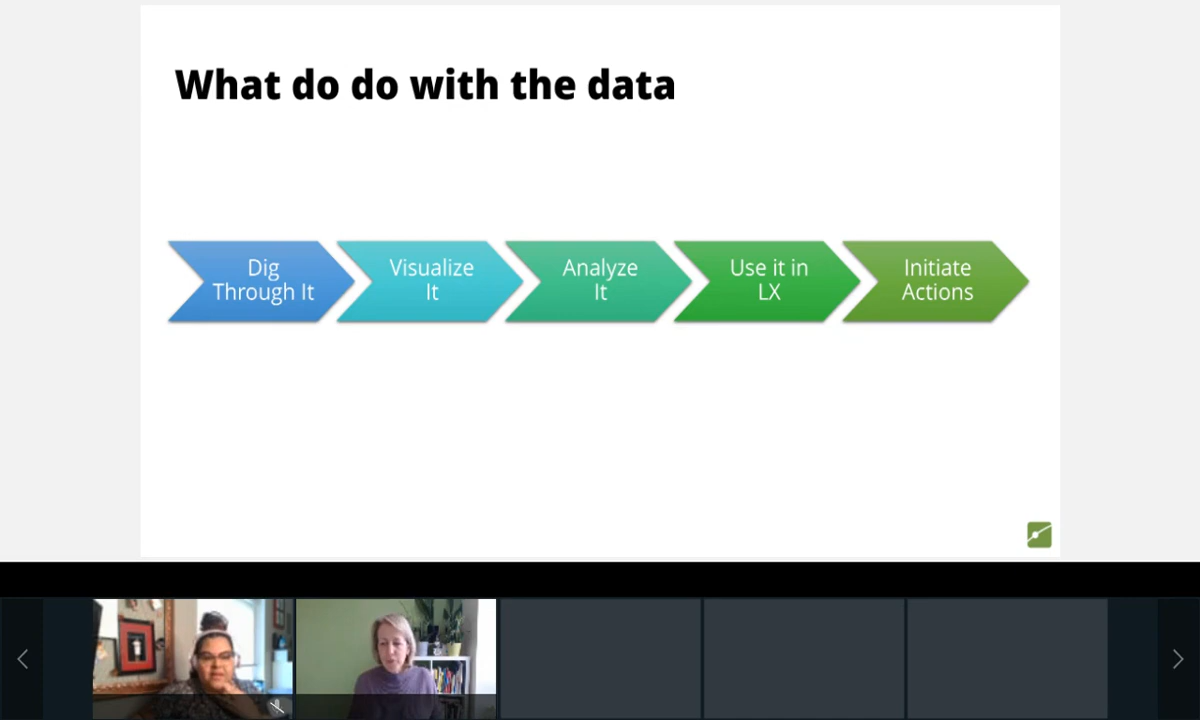 What do do with the data
Dig
Through It
Visualize
It
Analyze
It
Use it in
LX
Initiate
Actions